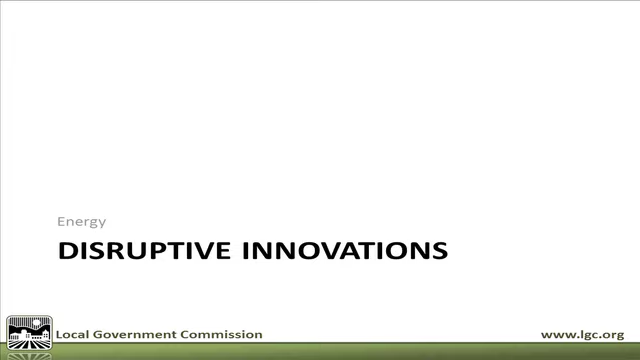 Energy
DISRUPTIVE INNOVATIONS
Local Government Commission
www.lgc.org